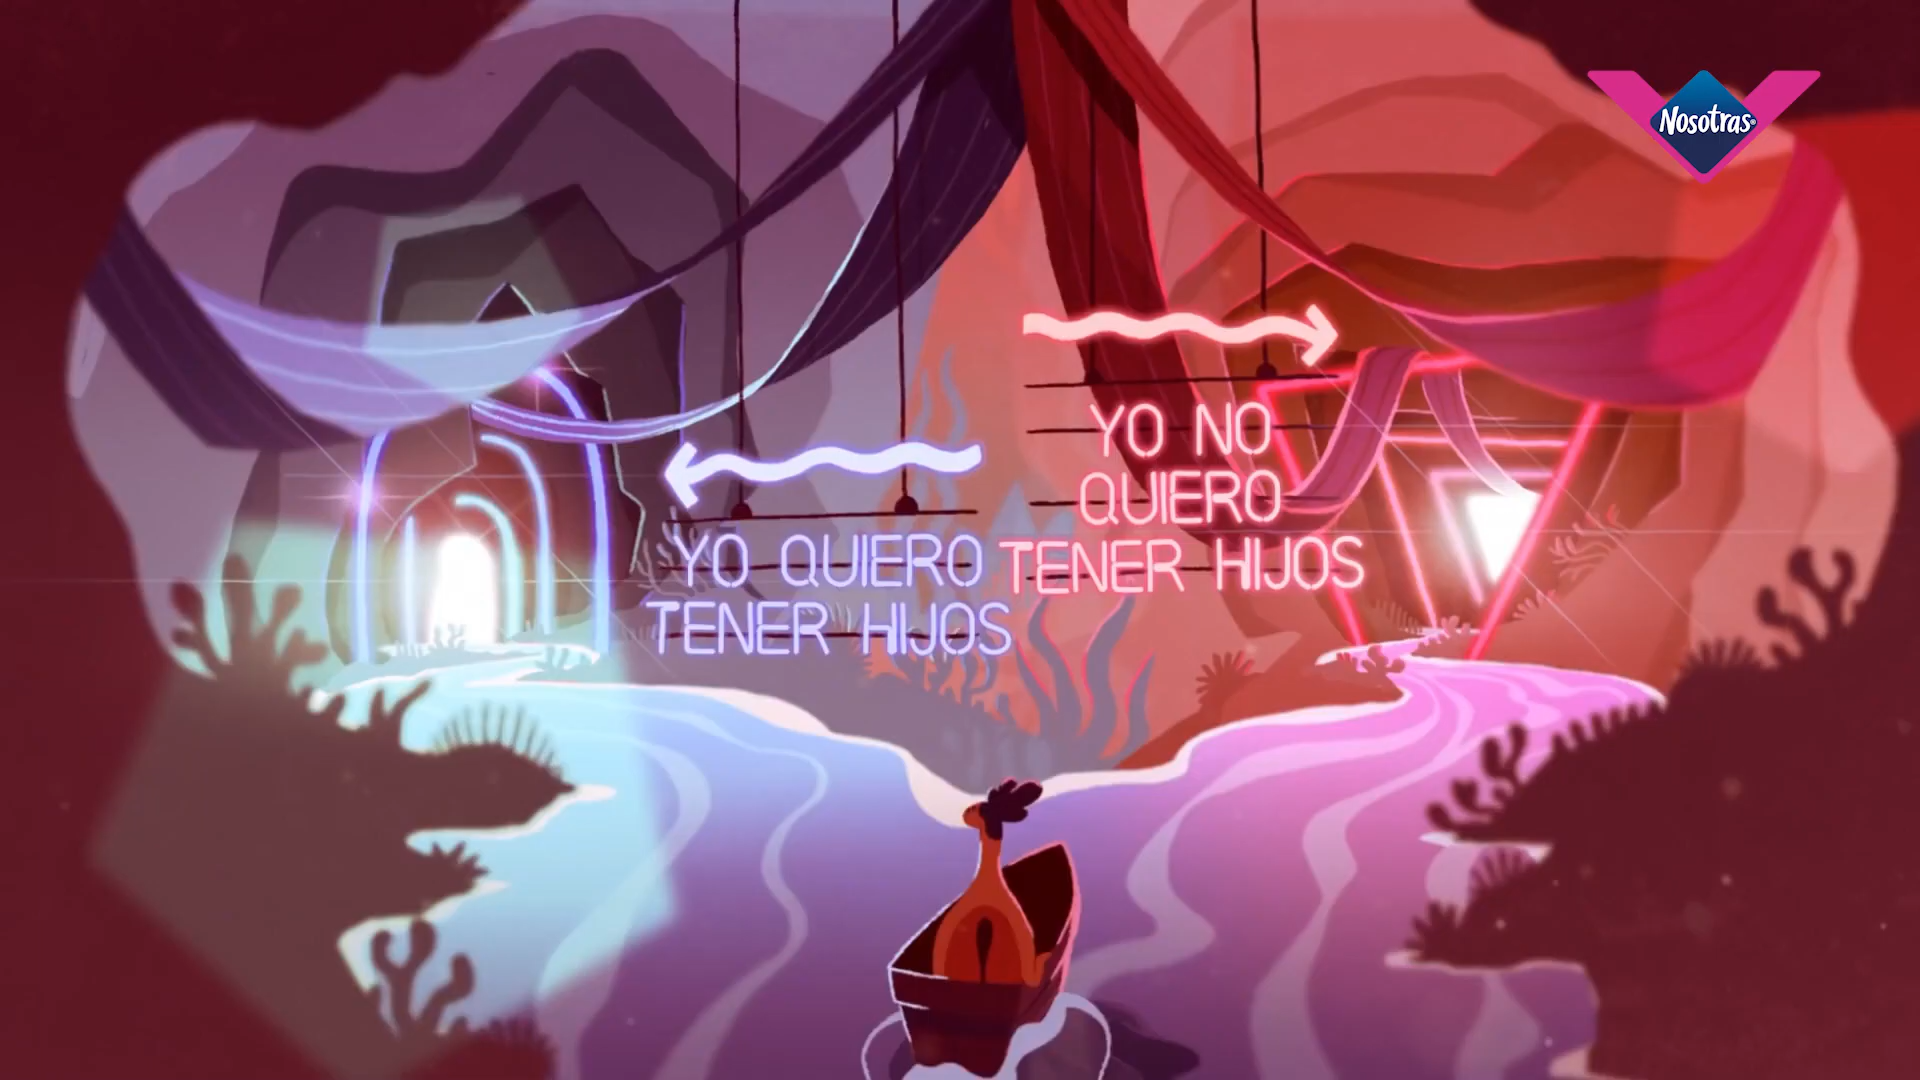 Nosotras
YO NO
QUIERO
TENER HIJOS
YO QUIERO
TENER HIJOS